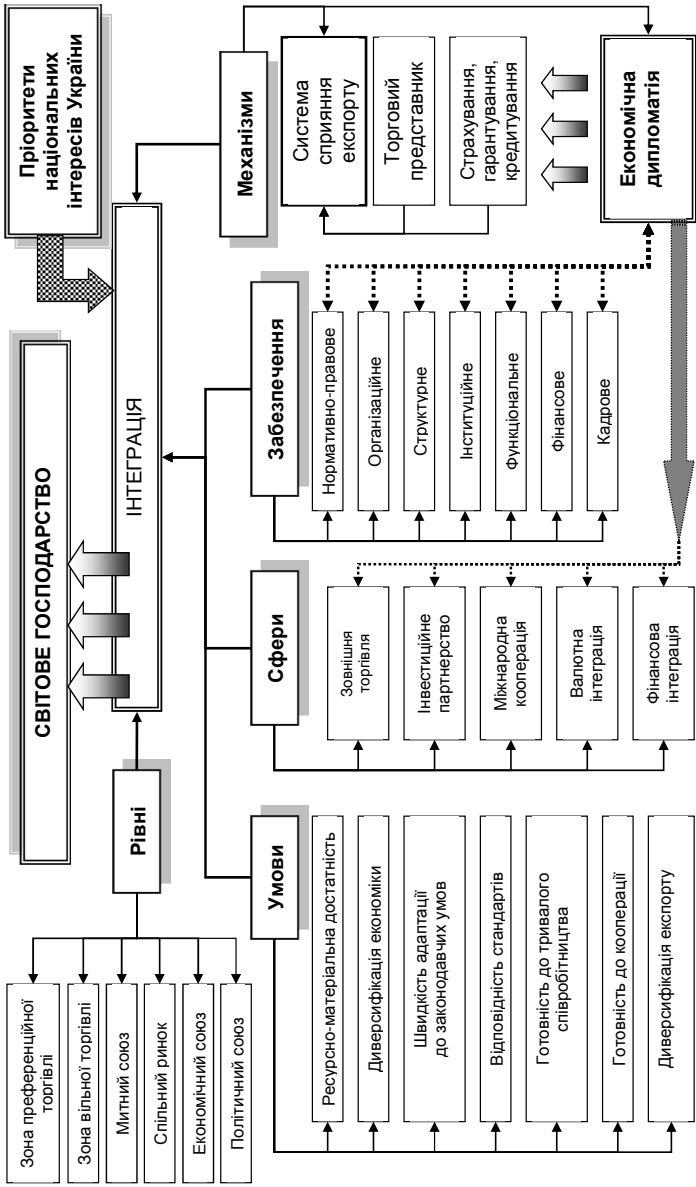 СВІТОВЕ ГОСПОДАРСТВО
Пріоритети
національних
інтересів України
ІНТЕГРАЦІЯ
Рівні
Зона преференційної
торгівлі
Зона вільної торгівлі
Митний союз
Спільний ринок
Економічний союз
Політичний союз
Умови
Ресурсно-матеріальна достатність
Диверсифікація економіки
Швидкість адаптації
до законодавчих умов
Відповідність стандартів
Готовність до тривалого
співробітництва
Готовність до кооперації
Диверсифікація експорту
Сфери
Зовнішня
торгівля
Інвестиційне
партнерство
Міжнародна
кооперація
Валютна
інтеграція
Фінансова
інтеграція
Забезпечення
Нормативно-правове
Організаційне
Структурне
Інституційне
Функціональне
Фінансове
Кадрове
Механізми
Система
сприяння
експорту
Торговий
представник
Страхування,
гарантування,
кредитування
Економічна
дипломатія